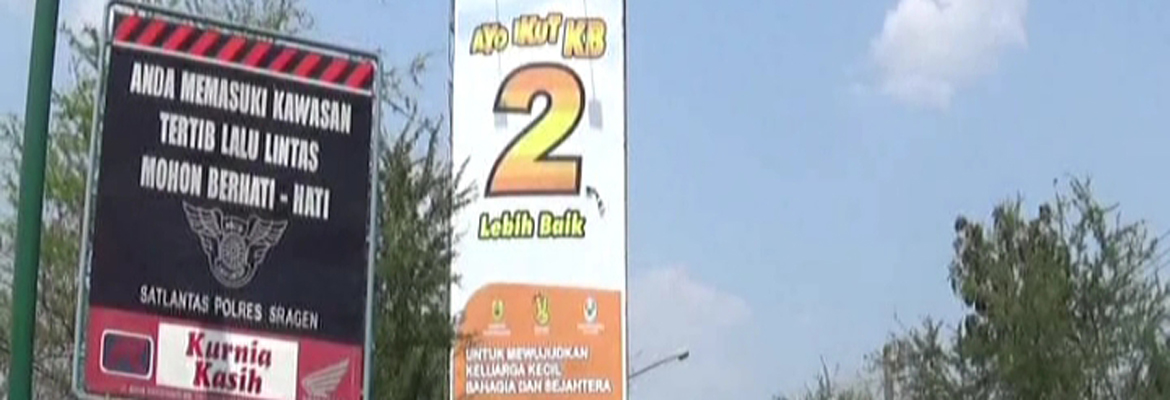 ANDA MEMASUKI KAWASAN
TERTIB LALU LINTAS
MOHON BERHATI - HATI
SATLANTAS POLRES SRAGEN
Kurnia
Kasih
AYO IKUT KB
2
Lebih Baik
UNTUK MEWUJUDKAN
KELUARGA KECIL
BAHAGIA DAN SEJAHTERA